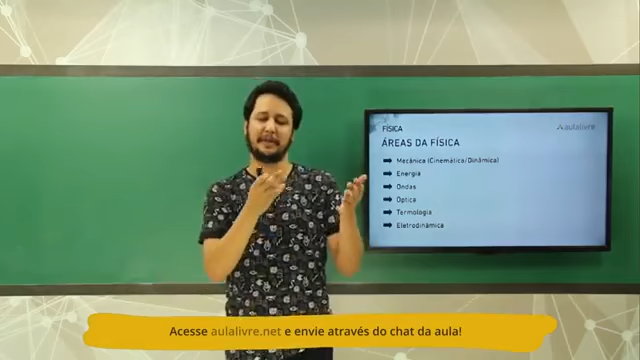 FÍSICA
Aulalivre
ÁREAS DA FÍSICA
Mecânica (Cinemática/Dinâmica)
Energia
Ondas
Óptica
Termologia
Eletrodinâmica
Acesse aulalivre.net e envie através do chat da aula!